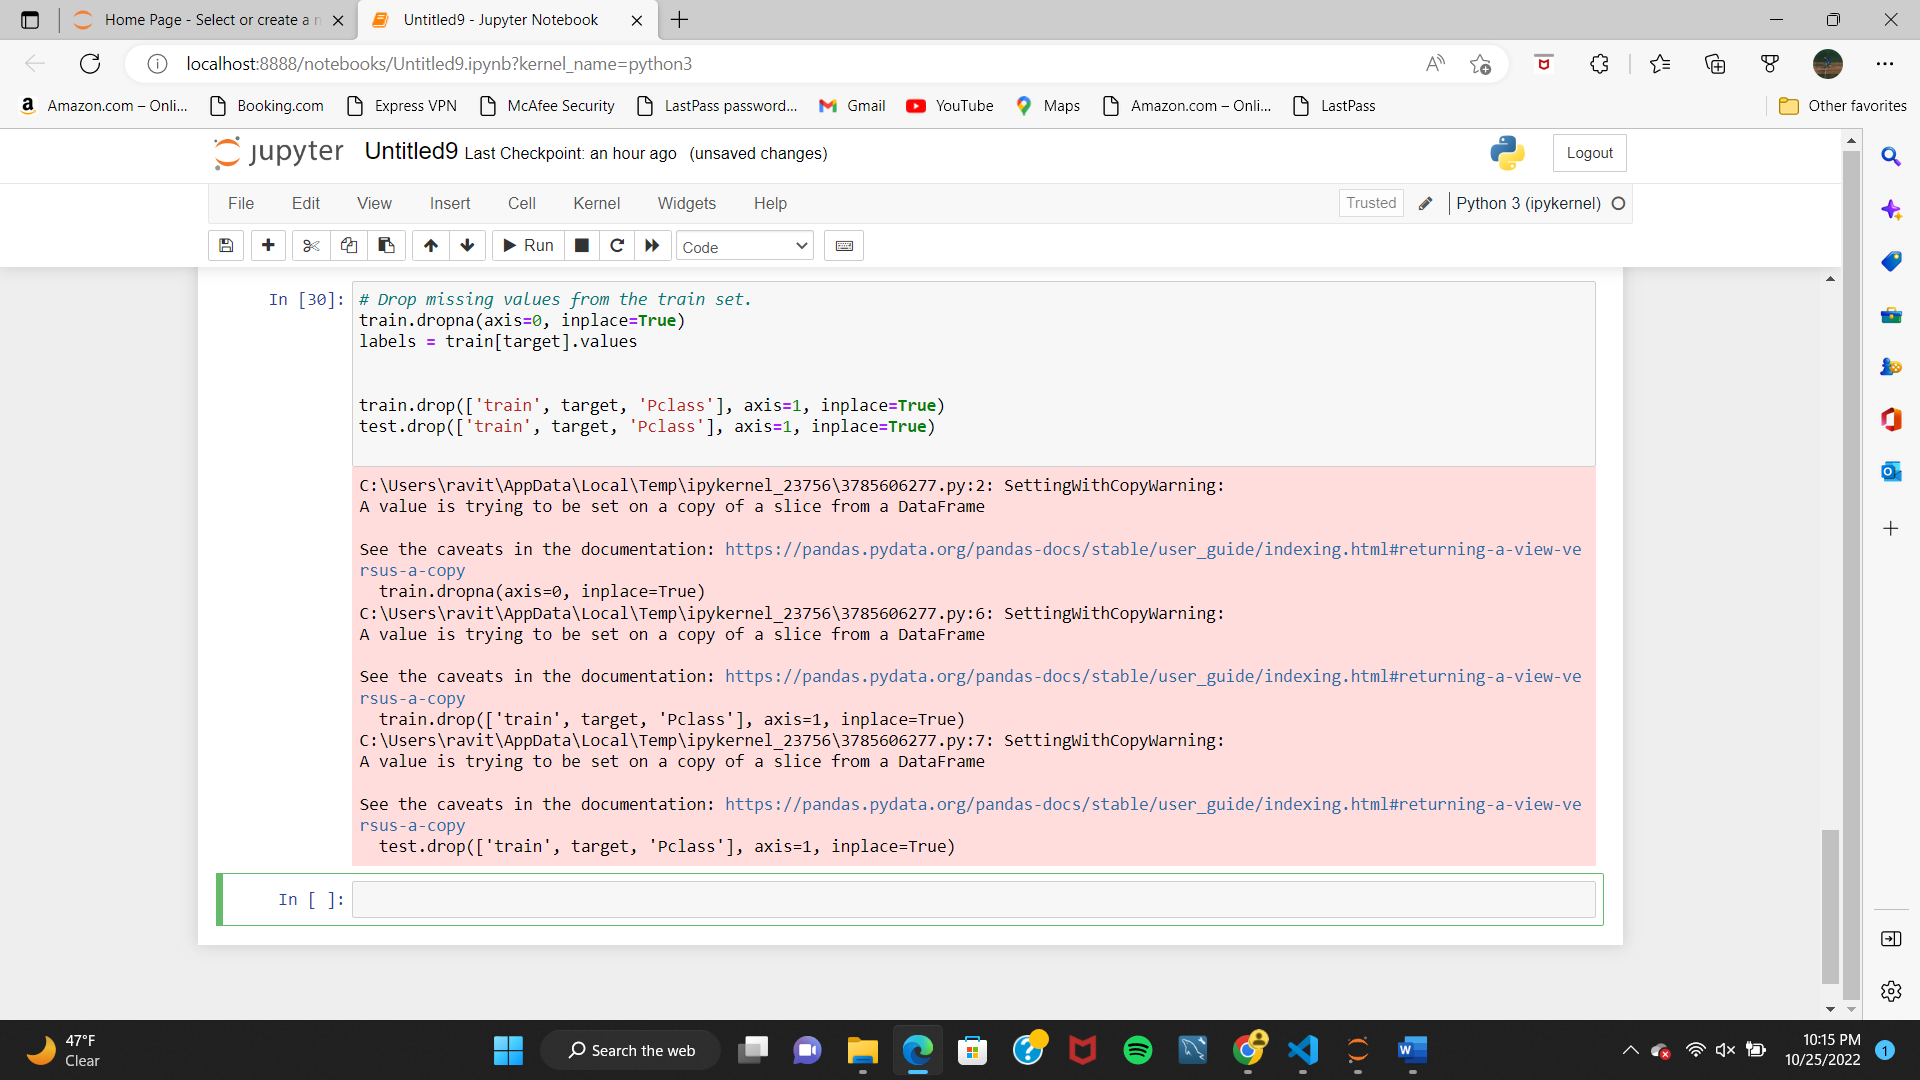 Home Page - Select or create a n
Untitled9 - Jupyter Notebook
localhost:8888/notebooks/Untitled9.ipynb?kernel_name=python3
Amazon.com – Onli...
Booking.com
Express VPN
McAfee Security
LastPass password...
Gmail
YouTube
Maps
Amazon.com – Onli...
LastPass
Other favorites
jupyter Untitled9 Last Checkpoint: an hour ago (unsaved changes)
Logout
File Edit View Insert Cell Kernel Widgets Help
Trusted
Python 3 (ipykernel)
Run
Code
In [30]: # Drop missing values from the train set.
train.dropna(axis=0, inplace=True)
labels = train[target].values
train.drop(['train', target, 'Pclass'], axis=1, inplace=True)
test.drop(['train', target, 'Pclass'], axis=1, inplace=True)
C:\Users\ravit\AppData\Local\Temp\ipykernel_23756\3785606277.py:2: SettingWithCopyWarning:
A value is trying to be set on a copy of a slice from a DataFrame
See the caveats in the documentation: https://pandas.pydata.org/pandas-docs/stable/user_guide/indexing.html#returning-a-view-ve
rsus-a-copy
train.dropna(axis=0, inplace=True)
C:\Users\ravit\AppData\Local\Temp\ipykernel_23756\3785606277.py:6: SettingWithCopyWarning:
A value is trying to be set on a copy of a slice from a DataFrame
See the caveats in the documentation: https://pandas.pydata.org/pandas-docs/stable/user_guide/indexing.html#returning-a-view-ve
rsus-a-copy
train.drop(['train', target, 'Pclass'], axis=1, inplace=True)
C:\Users\ravit\AppData\Local\Temp\ipykernel_23756\3785606277.py:7: SettingWithCopyWarning:
A value is trying to be set on a copy of a slice from a DataFrame
See the caveats in the documentation: https://pandas.pydata.org/pandas-docs/stable/user_guide/indexing.html#returning-a-view-ve
rsus-a-copy
test.drop(['train', target, 'Pclass'], axis=1, inplace=True)
In [ ]:
47°F
Clear
Search the web
10:15 PM
10/25/2022
1